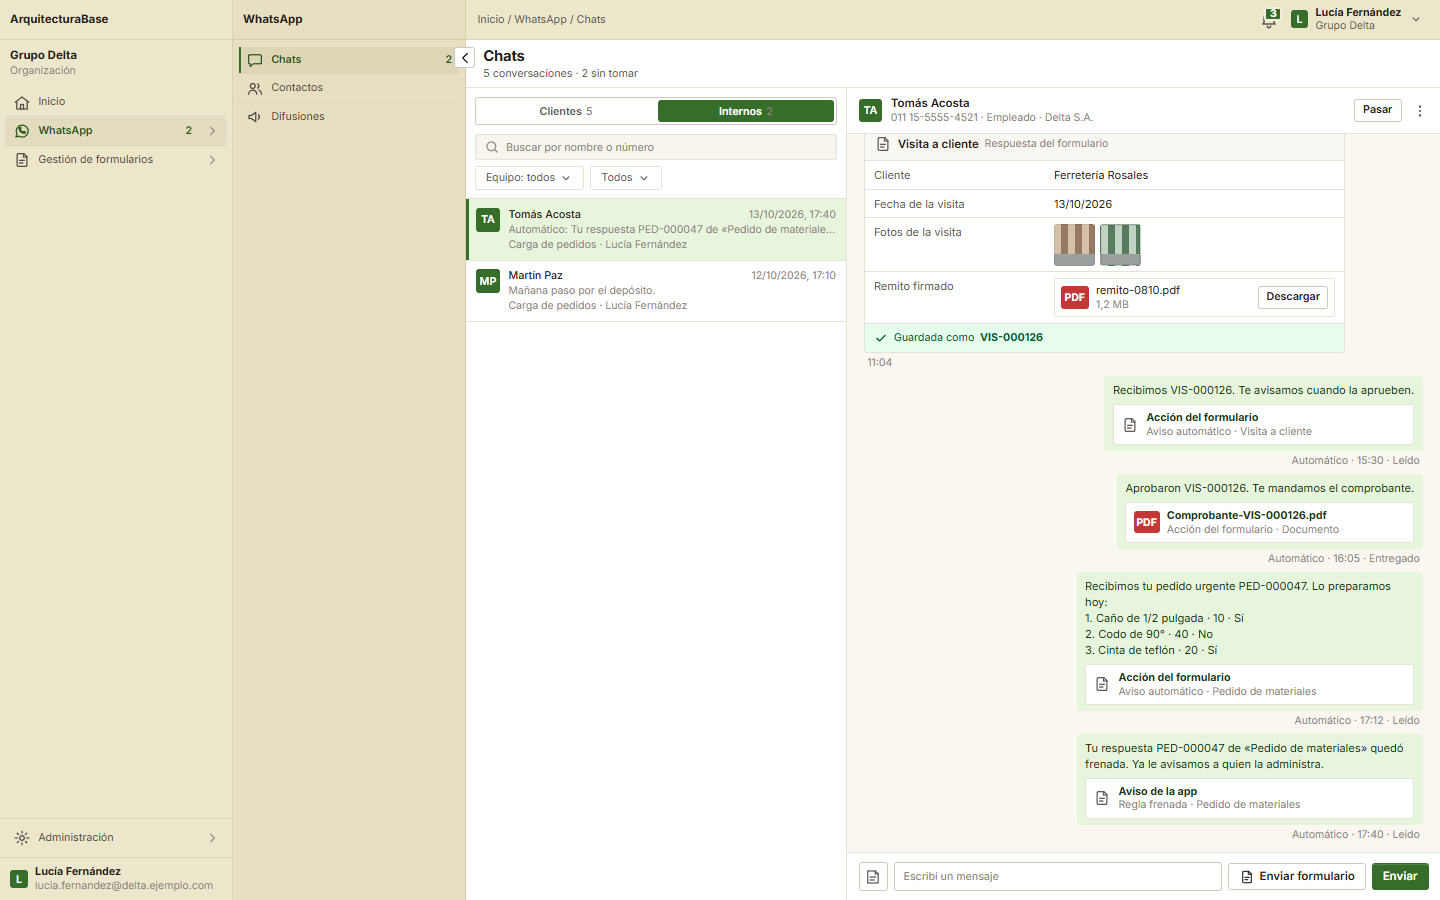 ArquitecturaBase
Grupo Delta
Organización
Inicio
WhatsApp 2
Gestión de formularios
Administración
L Lucía Fernández
lucia.fernandez@delta.ejemplo.com
WhatsApp
Chats 2
Contactos
Difusiones
Inicio / WhatsApp / Chats
3
L Lucía Fernández
Grupo Delta
Chats
5 conversaciones · 2 sin tomar
Clientes 5
Internos 2
Buscar por nombre o número
Equipo: todos
Todos
TA Tomás Acosta 13/10/2026, 17:40
Automático: Tu respuesta PED-000047 de «Pedido de materiale...
Carga de pedidos · Lucía Fernández
MP Martín Paz 12/10/2026, 17:10
Mañana paso por el depósito.
Carga de pedidos · Lucía Fernández
TA Tomás Acosta
011 15-5555-4521 · Empleado · Delta S.A.
Pasar
Visita a cliente Respuesta del formulario
Cliente Ferretería Rosales
Fecha de la visita 13/10/2026
Fotos de la visita
Remito firmado PDF remito-0810.pdf
1,2 MB
Descargar
Guardada como VIS-000126
11:04
Recibimos VIS-000126. Te avisamos cuando la aprueben.
Acción del formulario
Aviso automático · Visita a cliente
Automático · 15:30 · Leído
Aprobaron VIS-000126. Te mandamos el comprobante.
PDF Comprobante-VIS-000126.pdf
Acción del formulario · Documento
Automático · 16:05 · Entregado
Recibimos tu pedido urgente PED-000047. Lo preparamos
hoy:
1. Caño de 1/2 pulgada · 10 · Sí
2. Codo de 90° · 40 · No
3. Cinta de teflón · 20 · Sí
Acción del formulario
Aviso automático · Pedido de materiales
Automático · 17:12 · Leído
Tu respuesta PED-000047 de «Pedido de materiales» quedó
frenada. Ya le avisamos a quien la administra.
Aviso de la app
Regla frenada · Pedido de materiales
Automático · 17:40 · Leído
Escribí un mensaje
Enviar formulario
Enviar